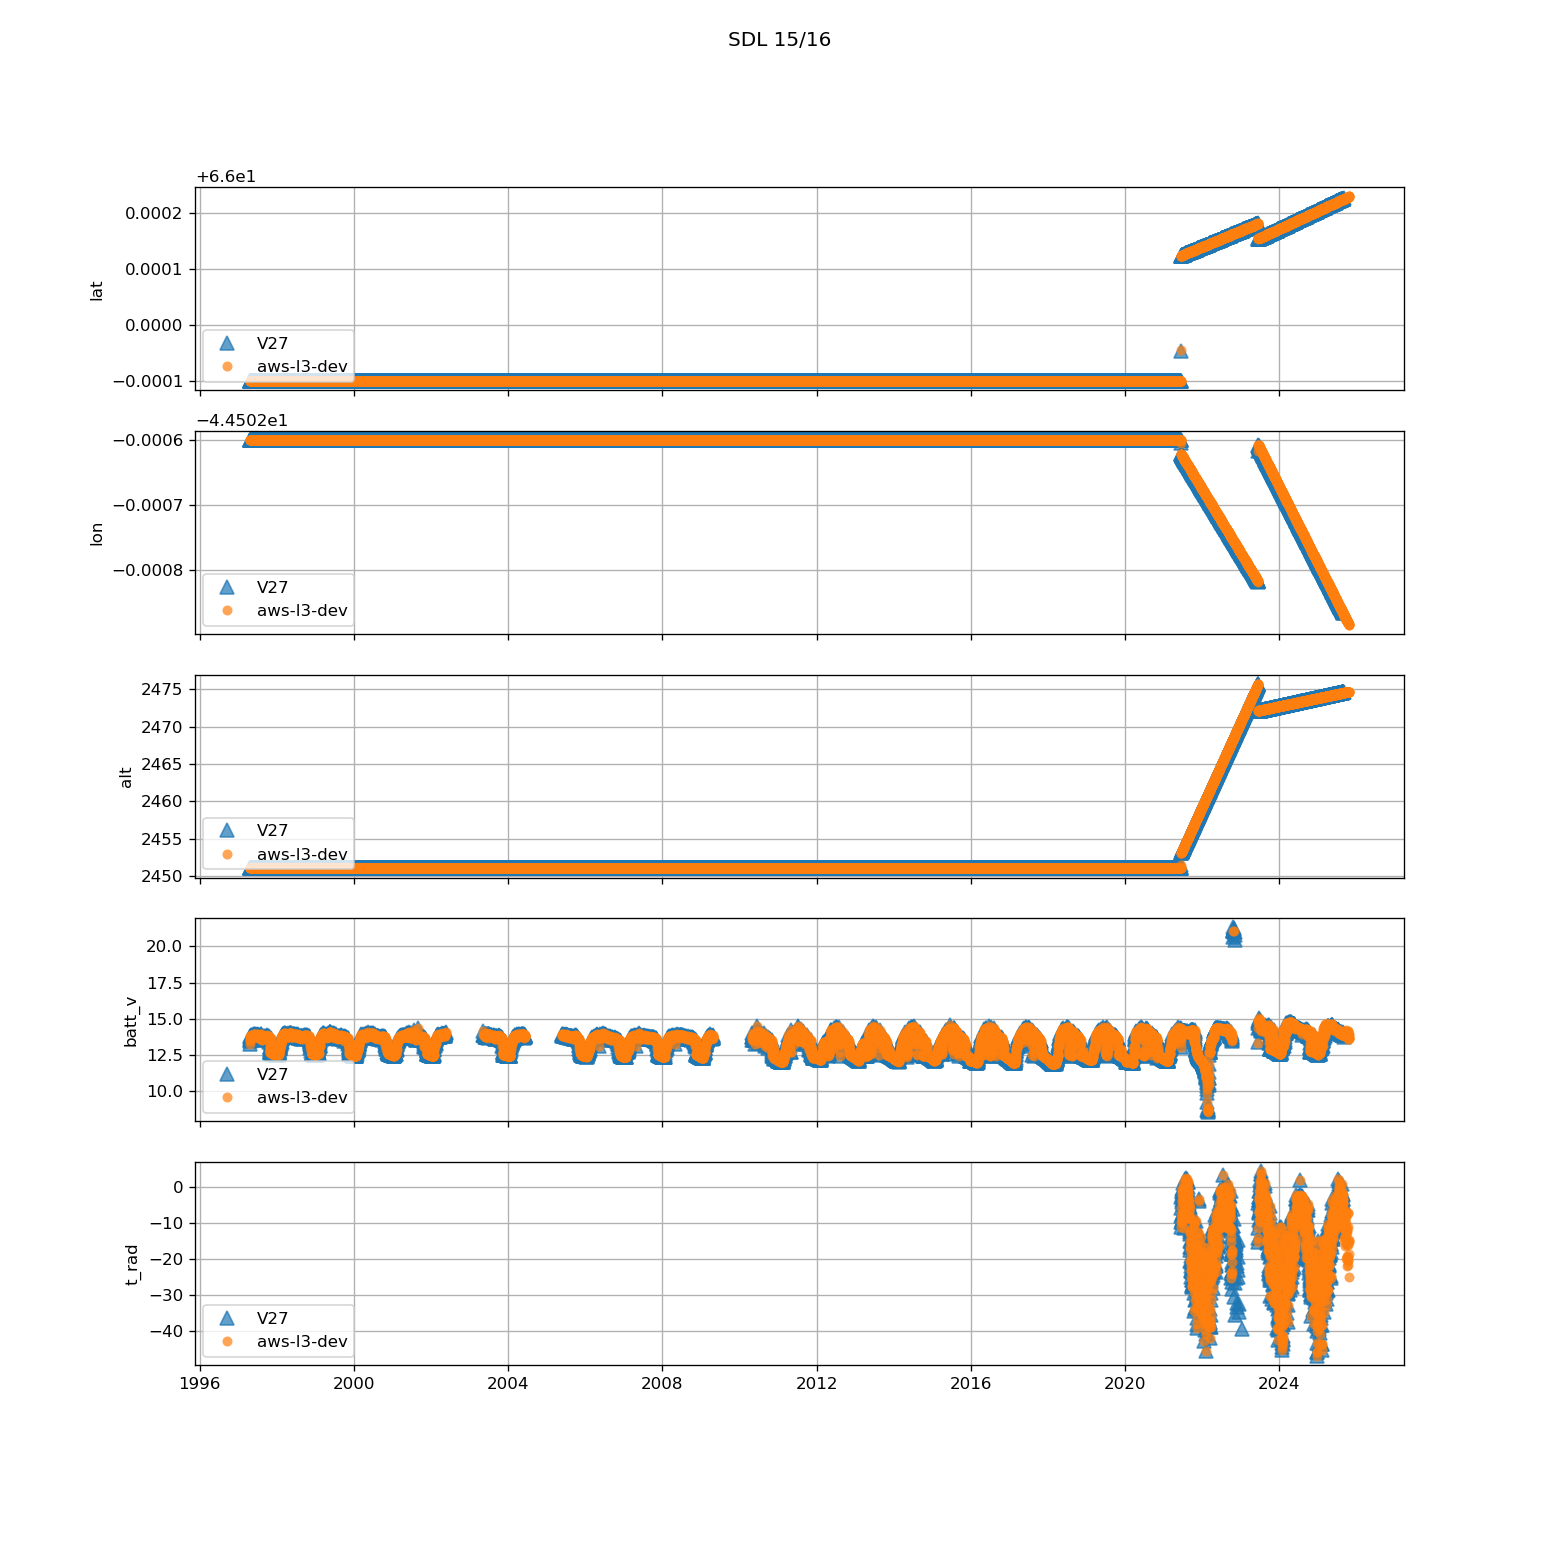 SDL 15/16
+6.6e1
0.0002
0.0001
0.0000
−0.0001
lat
V27
aws-l3-dev
−4.4502e1
−0.0006
−0.0007
−0.0008
lon
V27
aws-l3-dev
2475
2470
2465
2460
2455
2450
alt
V27
aws-l3-dev
20.0
17.5
15.0
12.5
10.0
batt_v
V27
aws-l3-dev
0
−10
−20
−30
−40
t_rad
V27
aws-l3-dev
1996 2000 2004 2008 2012 2016 2020 2024